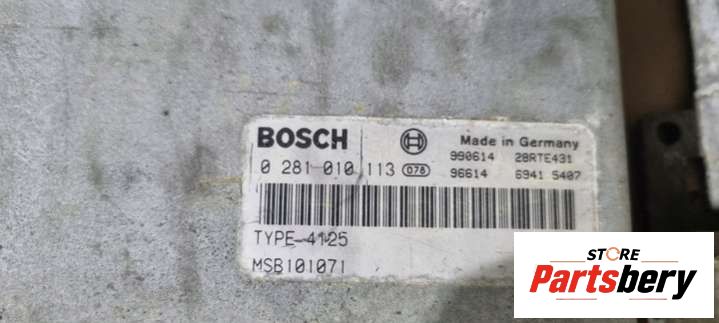 BOSCH
Made in Germany
0 281 010 113 078
990614 28RTE431
96614 6941 5407
TYPE-4125
MSB101071
STORE
Partsbery